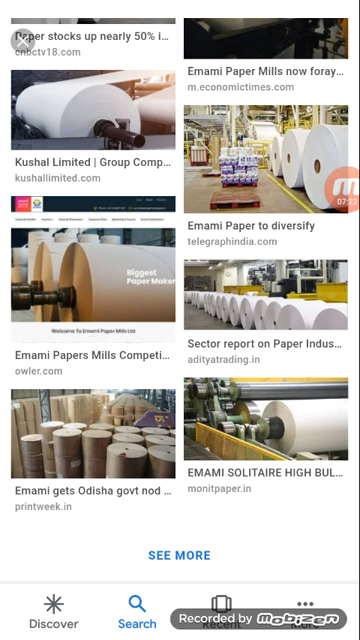 Paper stocks up nearly 50% i...
cnbctv18.com
Kushal Limited | Group Comp...
kushallimited.com
Biggest
Paper Maker
Welcome To Emami Paper Mills Ltd
Emami Papers Mills Competi...
owler.com
Emami gets Odisha govt nod ...
printweek.in
Emami Paper Mills now foray...
m.economictimes.com
07:22
Emami Paper to diversify
telegraphindia.com
Sector report on Paper Indus...
adityatrading.in
EMAMI SOLITAIRE HIGH BUL...
monitpaper.in
SEE MORE
Discover
Search
Recent
Recorded by Mobizen